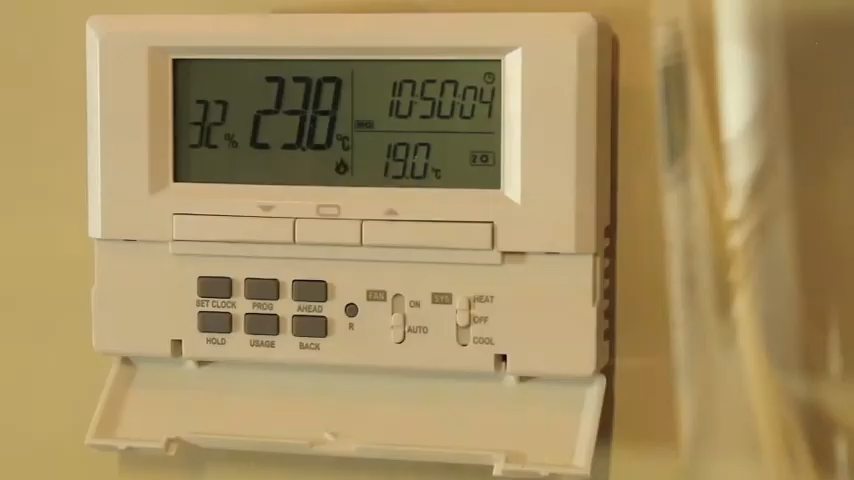 32% 23.8°C 10:50:04
19.0°C
SET CLOCK PROG AHEAD
HOLD USAGE BACK
R
FAN ON AUTO
SYS HEAT OFF COOL